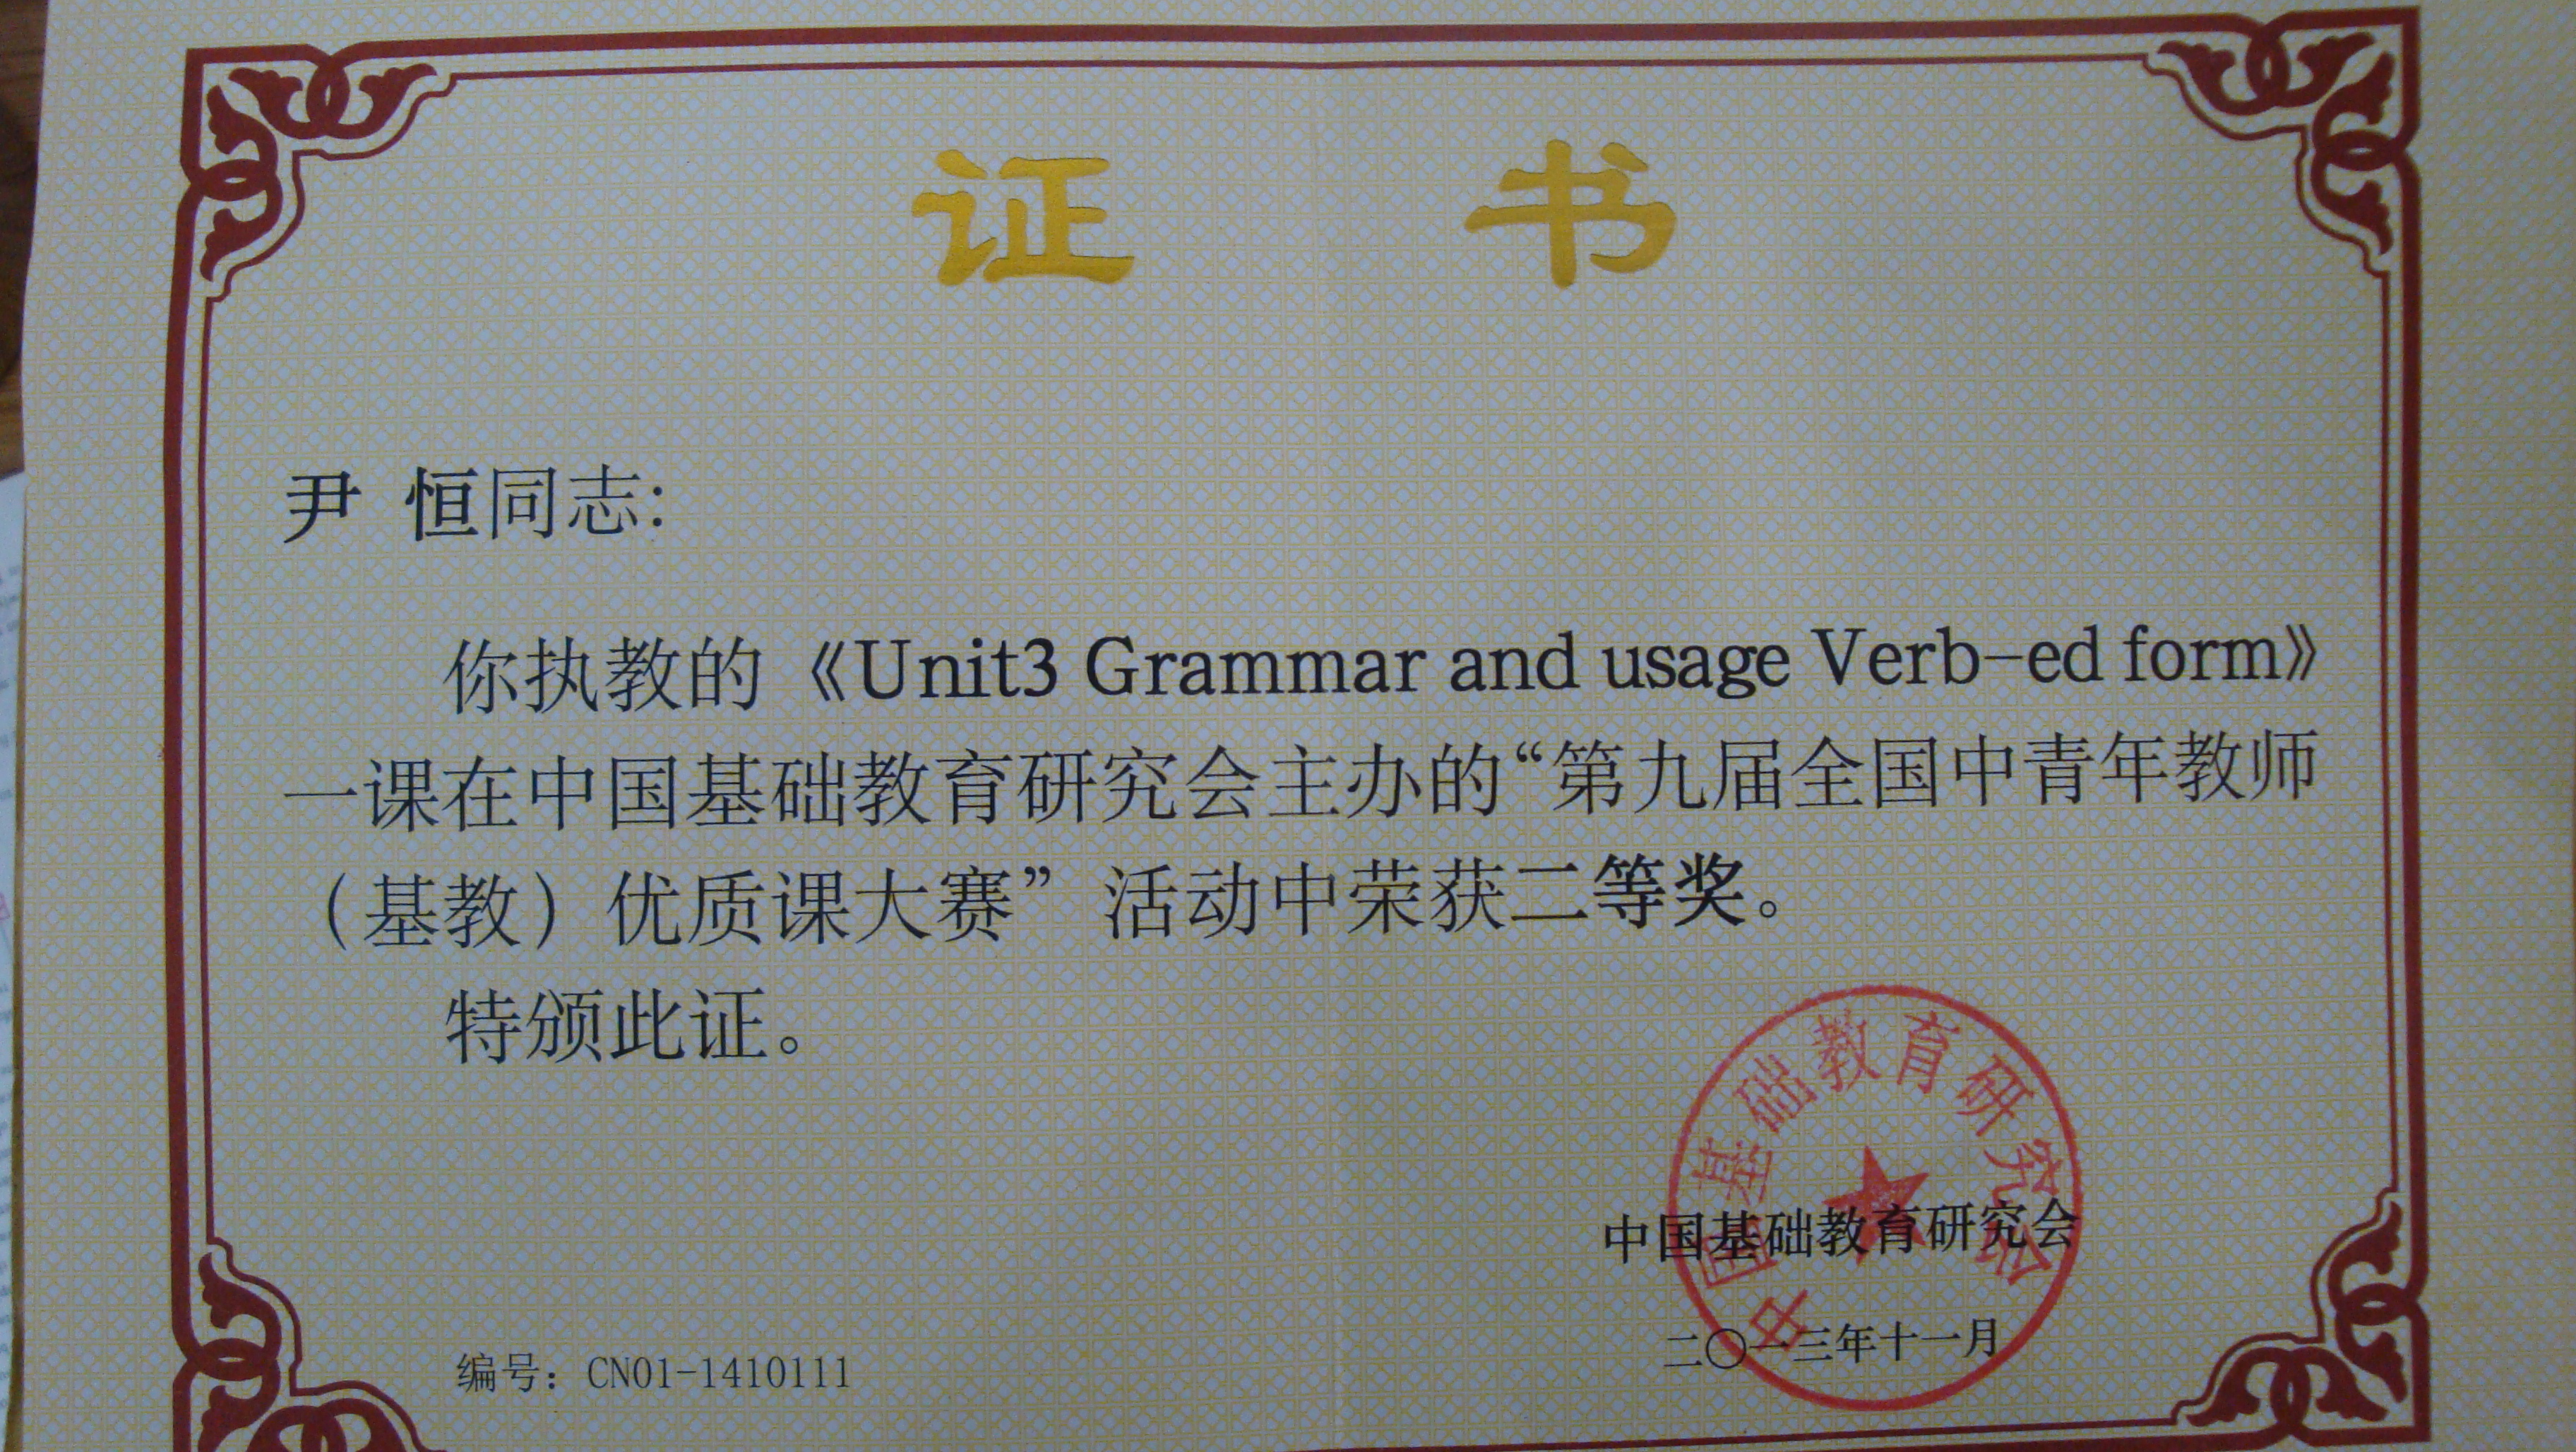 证 书
尹 恒同志：
你执教的《Unit3 Grammar and usage Verb-ed form》
一课在中国基础教育研究会主办的“第九届全国中青年教师
（基教）优质课大赛”活动中荣获二等奖。
特颁此证。
中国基础教育研究会
中国基础教育研究会
二〇一三年十一月
编号：CN01-1410111